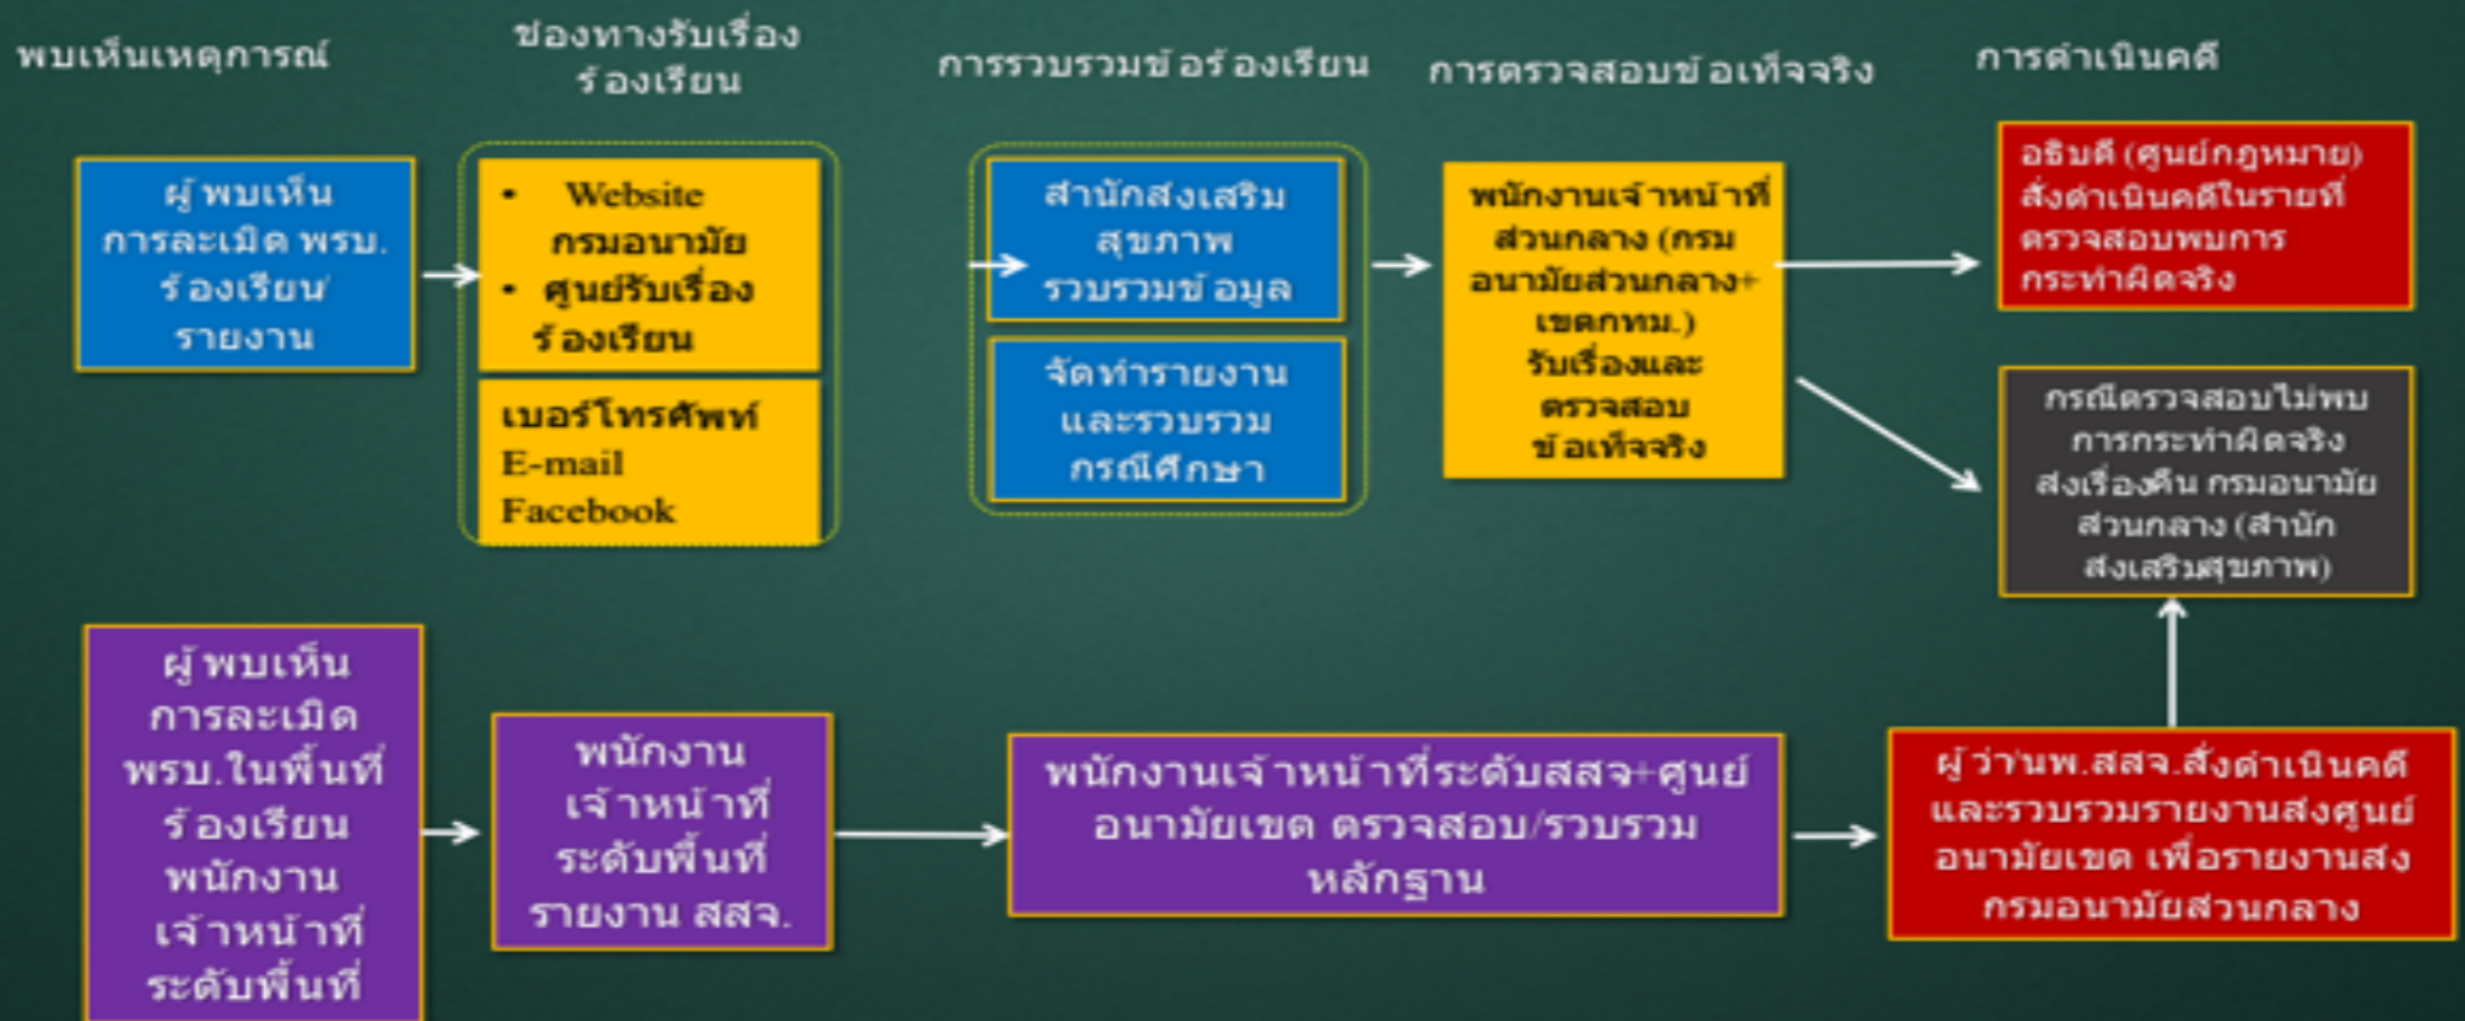 พบเห็นเหตุการณ์
ช่องทางรับเรื่อง
ร้องเรียน
การรวบรวมข้อร้องเรียน
การตรวจสอบข้อเท็จจริง
การดำเนินคดี
ผู้พบเห็น
การละเมิด พรบ.
ร้องเรียน/
รายงาน
• Website
กรมอนามัย
• ศูนย์รับเรื่อง
ร้องเรียน
เบอร์โทรศัพท์
E-mail
Facebook
สำนักส่งเสริม
สุขภาพ
รวบรวมข้อมูล
จัดทำรายงาน
และรวบรวม
กรณีศึกษา
พนักงานเจ้าหน้าที่
ส่วนกลาง (กรม
อนามัยส่วนกลาง+
เขตกทม.)
รับเรื่องและ
ตรวจสอบ
ข้อเท็จจริง
อธิบดี (ศูนย์กฎหมาย)
สั่งดำเนินคดีในรายที่
ตรวจสอบพบการ
กระทำผิดจริง
กรณีตรวจสอบไม่พบ
การกระทำผิดจริง
ส่งเรื่องคืน กรมอนามัย
ส่วนกลาง (สำนัก
ส่งเสริมสุขภาพ)
ผู้พบเห็น
การละเมิด
พรบ.ในพื้นที่
ร้องเรียน
พนักงาน
เจ้าหน้าที่
ระดับพื้นที่
พนักงาน
เจ้าหน้าที่
ระดับพื้นที่
รายงาน สสจ.
พนักงานเจ้าหน้าที่ระดับสสจ+ศูนย์
อนามัยเขต ตรวจสอบ/รวบรวม
หลักฐาน
ผู้ว่า/นพ.สสจ.สั่งดำเนินคดี
และรวบรวมรายงานส่งศูนย์
อนามัยเขต เพื่อรายงานส่ง
กรมอนามัยส่วนกลาง